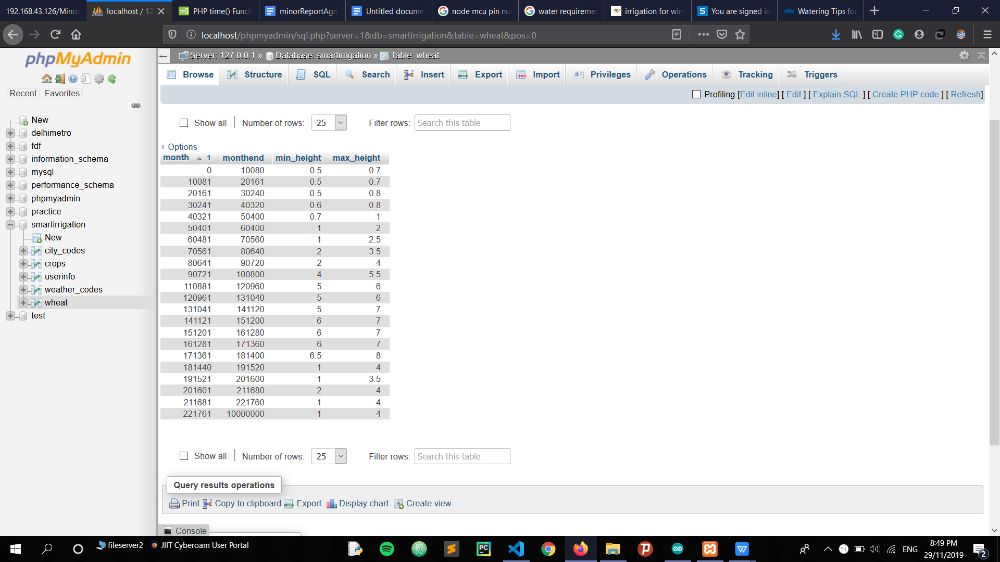 192.168.43.126/Minor
localhost / 12
PHP time() Functi
minorReportAgri
Untitled docume
node mcu pin nu
water requiremen
irrigation for win
You are signed in
Watering Tips for
localhost/phpmyadmin/sql.php?server=1&db=smartirrigation&table=wheat&pos=0
phpMyAdmin
Recent Favorites
New
delhimetro
fdf
information_schema
mysql
performance_schema
phpmyadmin
practice
smartirrigation
New
city_codes
crops
userinfo
weather_codes
wheat
test
Server: 127.0.0.1 » Database: smartirrigation » Table: wheat
Browse Structure SQL Search Insert Export Import Privileges Operations Tracking Triggers
Profiling [Edit inline] [ Edit ] [ Explain SQL ] [ Create PHP code ] [ Refresh]
Show all Number of rows: 25 Filter rows: Search this table
+ Options
month 1 monthend min_height max_height
0 10080 0.5 0.7
10081 20161 0.5 0.7
20161 30240 0.5 0.8
30241 40320 0.6 0.8
40321 50400 0.7 1
50401 60400 1 2
60481 70560 1 2.5
70561 80640 2 3.5
80641 90720 2 4
90721 100800 4 5.5
110881 120960 5 6
120961 131040 5 6
131041 141120 5 7
141121 151200 6 7
151201 161280 6 7
161281 171360 6 7
171361 181400 6.5 8
181440 191520 1 4
191521 201600 1 3.5
201601 211680 2 4
211681 221760 1 4
221761 10000000 1 4
Show all Number of rows: 25 Filter rows: Search this table
Query results operations
Print Copy to clipboard Export Display chart Create view
Console
fileserver2 JIIT Cyberoam User Portal
ENG
8:49 PM
29/11/2019
2